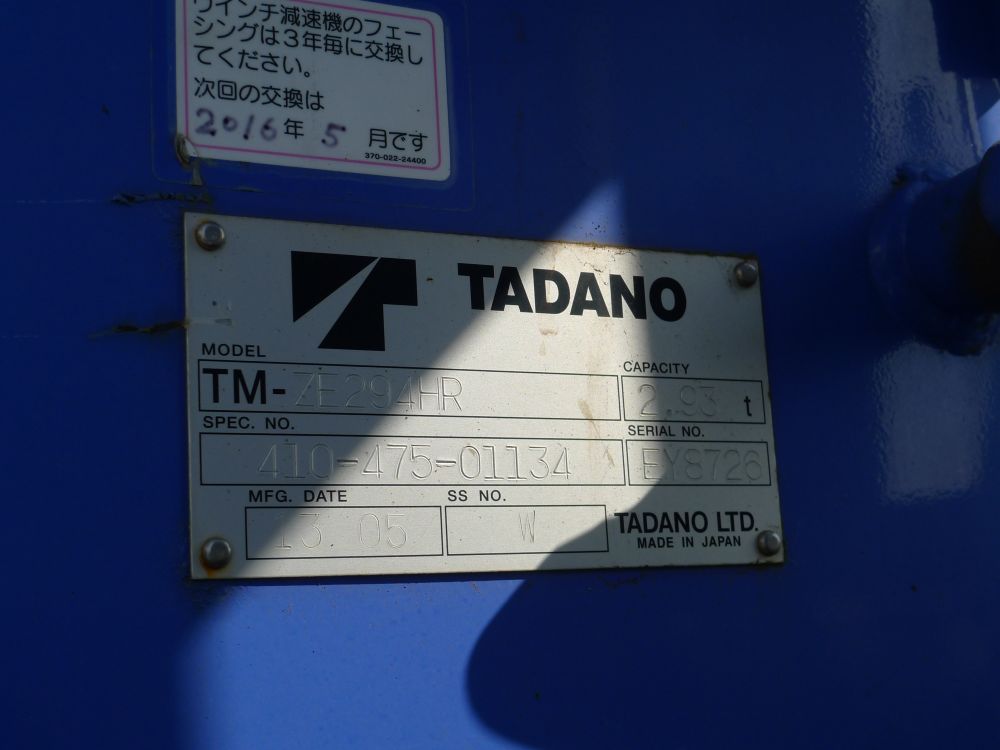 ウインチ減速機のフェー
シングは3年毎に交換し
てください。
次回の交換は
2016年 5 月です
370-022-24400
TADANO
MODEL
TM-ZE294HR
CAPACITY
2.93 t
SPEC. NO.
410-475-01134
SERIAL NO.
EY8726
MFG. DATE
13 05
SS NO.
W
TADANO LTD.
MADE IN JAPAN